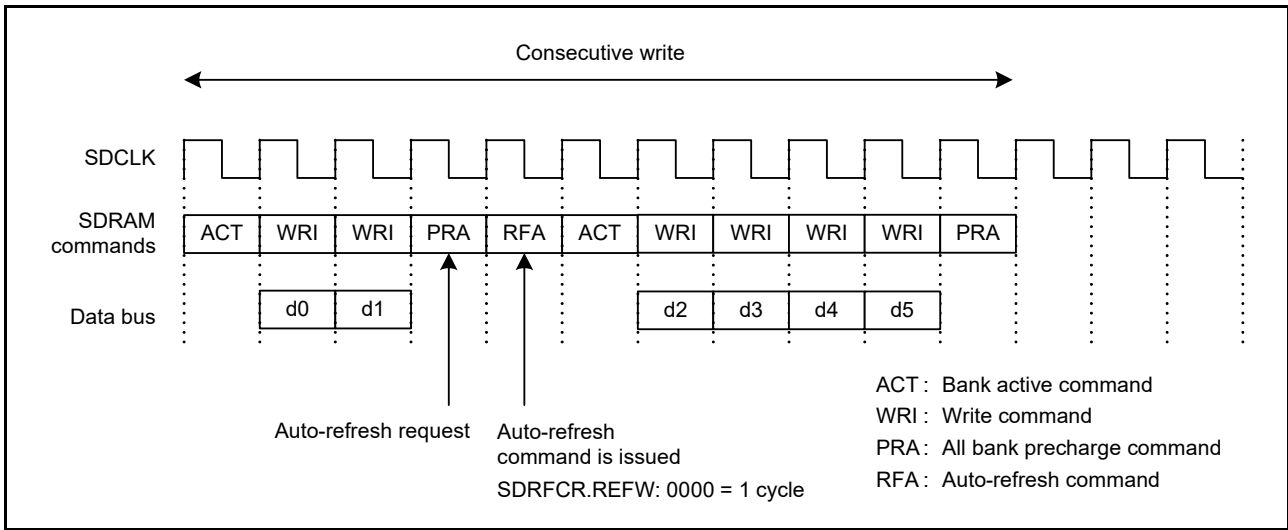 Consecutive write
SDCLK
SDRAM
commands
ACT WRI WRI PRA RFA ACT WRI WRI WRI WRI PRA
Data bus
d0 d1 d2 d3 d4 d5
Auto-refresh request
Auto-refresh
command is issued
SDRFCR.REFW: 0000 = 1 cycle
ACT : Bank active command
WRI : Write command
PRA : All bank precharge command
RFA : Auto-refresh command